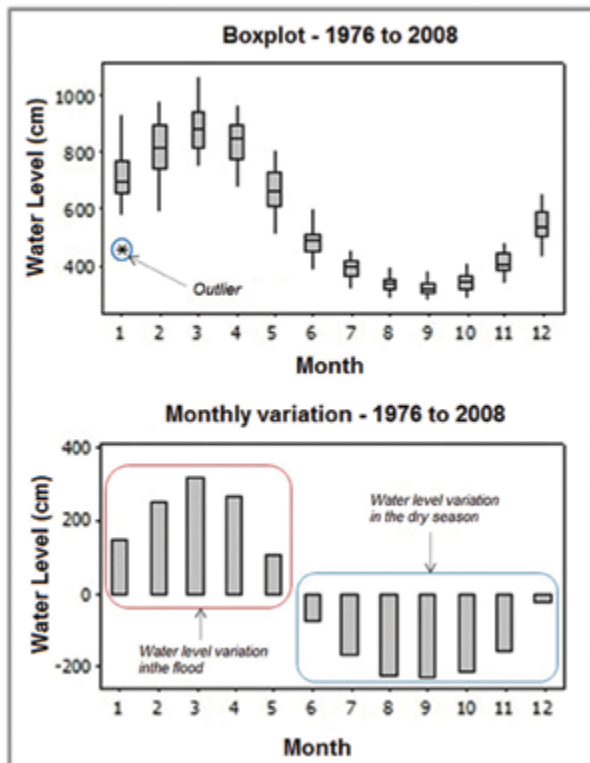 Boxplot - 1976 to 2008
Water Level (cm)
1000
800
600
400
Outlier
1 2 3 4 5 6 7 8 9 10 11 12
Month
Monthly variation - 1976 to 2008
Water Level (cm)
400
200
0
-200
Water level variation
in the dry season
Water level variation
inthe flood
1 2 3 4 5 6 7 8 9 10 11 12
Month